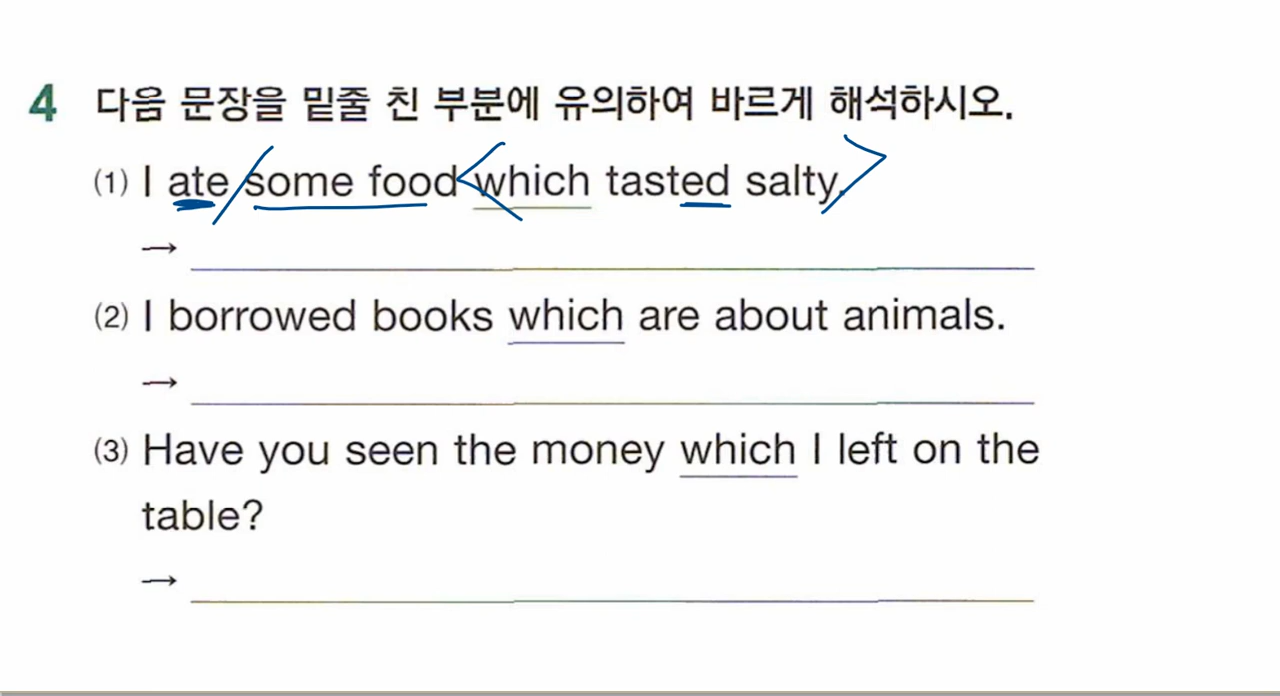 4 다음 문장을 밑줄 친 부분에 유의하여 바르게 해석하시오.
(1) I ate some food which tasted salty.
→
(2) I borrowed books which are about animals.
→
(3) Have you seen the money which I left on the
table?
→